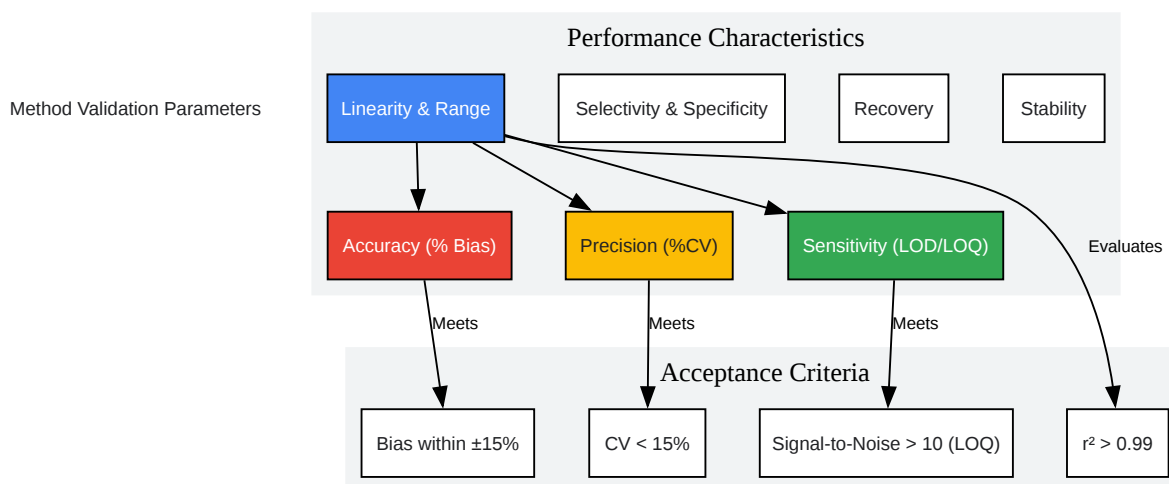 Performance Characteristics
Method Validation Parameters
Linearity & Range
Selectivity & Specificity
Recovery
Stability
Accuracy (% Bias)
Precision (%CV)
Sensitivity (LOD/LOQ)
Evaluates
Meets
Meets
Meets
Acceptance Criteria
Bias within ±15%
CV < 15%
Signal-to-Noise > 10 (LOQ)
r² > 0.99